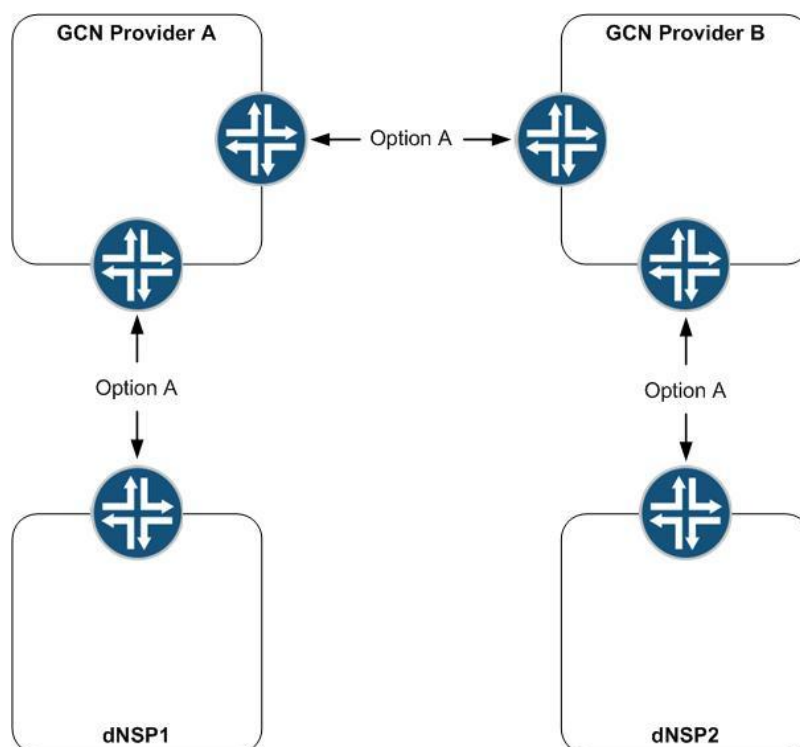 GCN Provider A
GCN Provider B
Option A
Option A
Option A
dNSP1
dNSP2